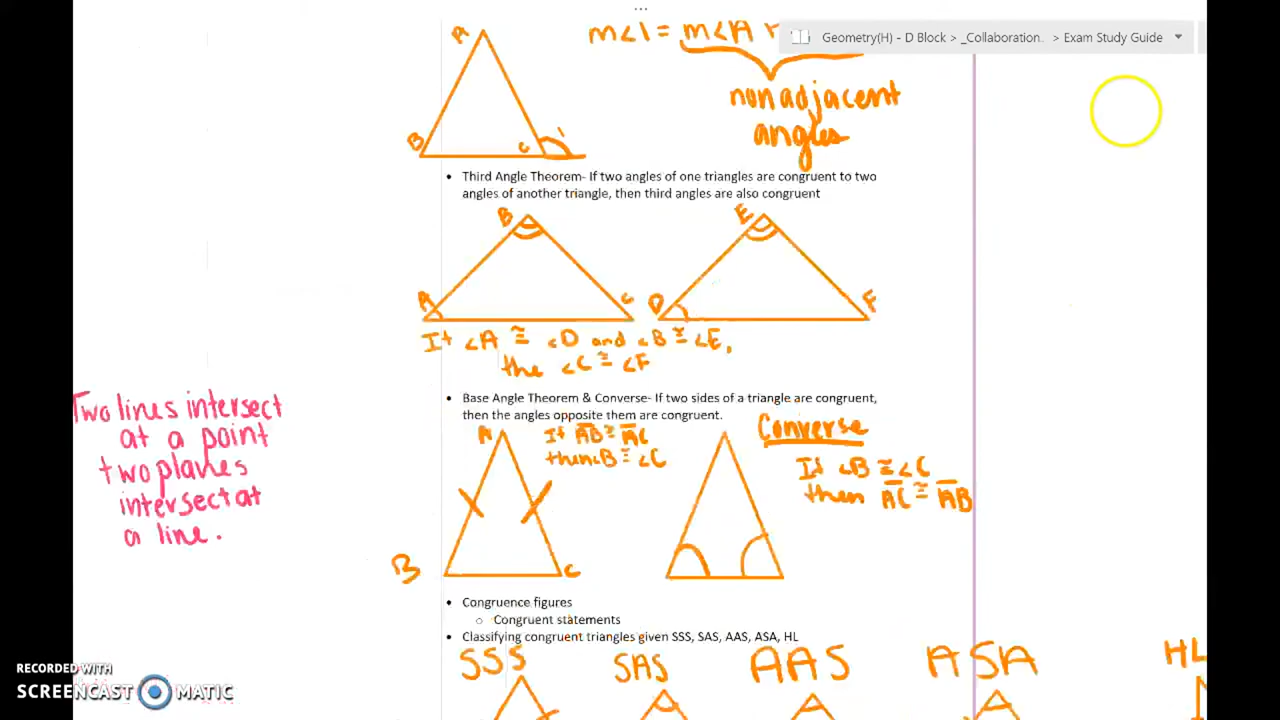 ...
Geometry(H) - D Block > _Collaboration.. > Exam Study Guide
m∠1 = m∠A
A
B
C
1
nonadjacent
angles
• Third Angle Theorem- If two angles of one triangles are congruent to two
angles of another triangle, then third angles are also congruent
B
E
A
C
D
F
If ∠A ≅ ∠D and ∠B ≅ ∠E,
the ∠C ≅ ∠F
• Base Angle Theorem & Converse- If two sides of a triangle are congruent,
then the angles opposite them are congruent.
Two lines intersect
at a point
two planes
intersect at
a line.
A
If AB ≅ AC
then ∠B ≅ ∠C
B
C
Converse
If ∠B ≅ ∠C
then AC ≅ AB
• Congruence figures
○ Congruent statements
• Classifying congruent triangles given SSS, SAS, AAS, ASA, HL
SSS SAS AAS ASA HL
RECORDED WITH
SCREENCAST MATIC